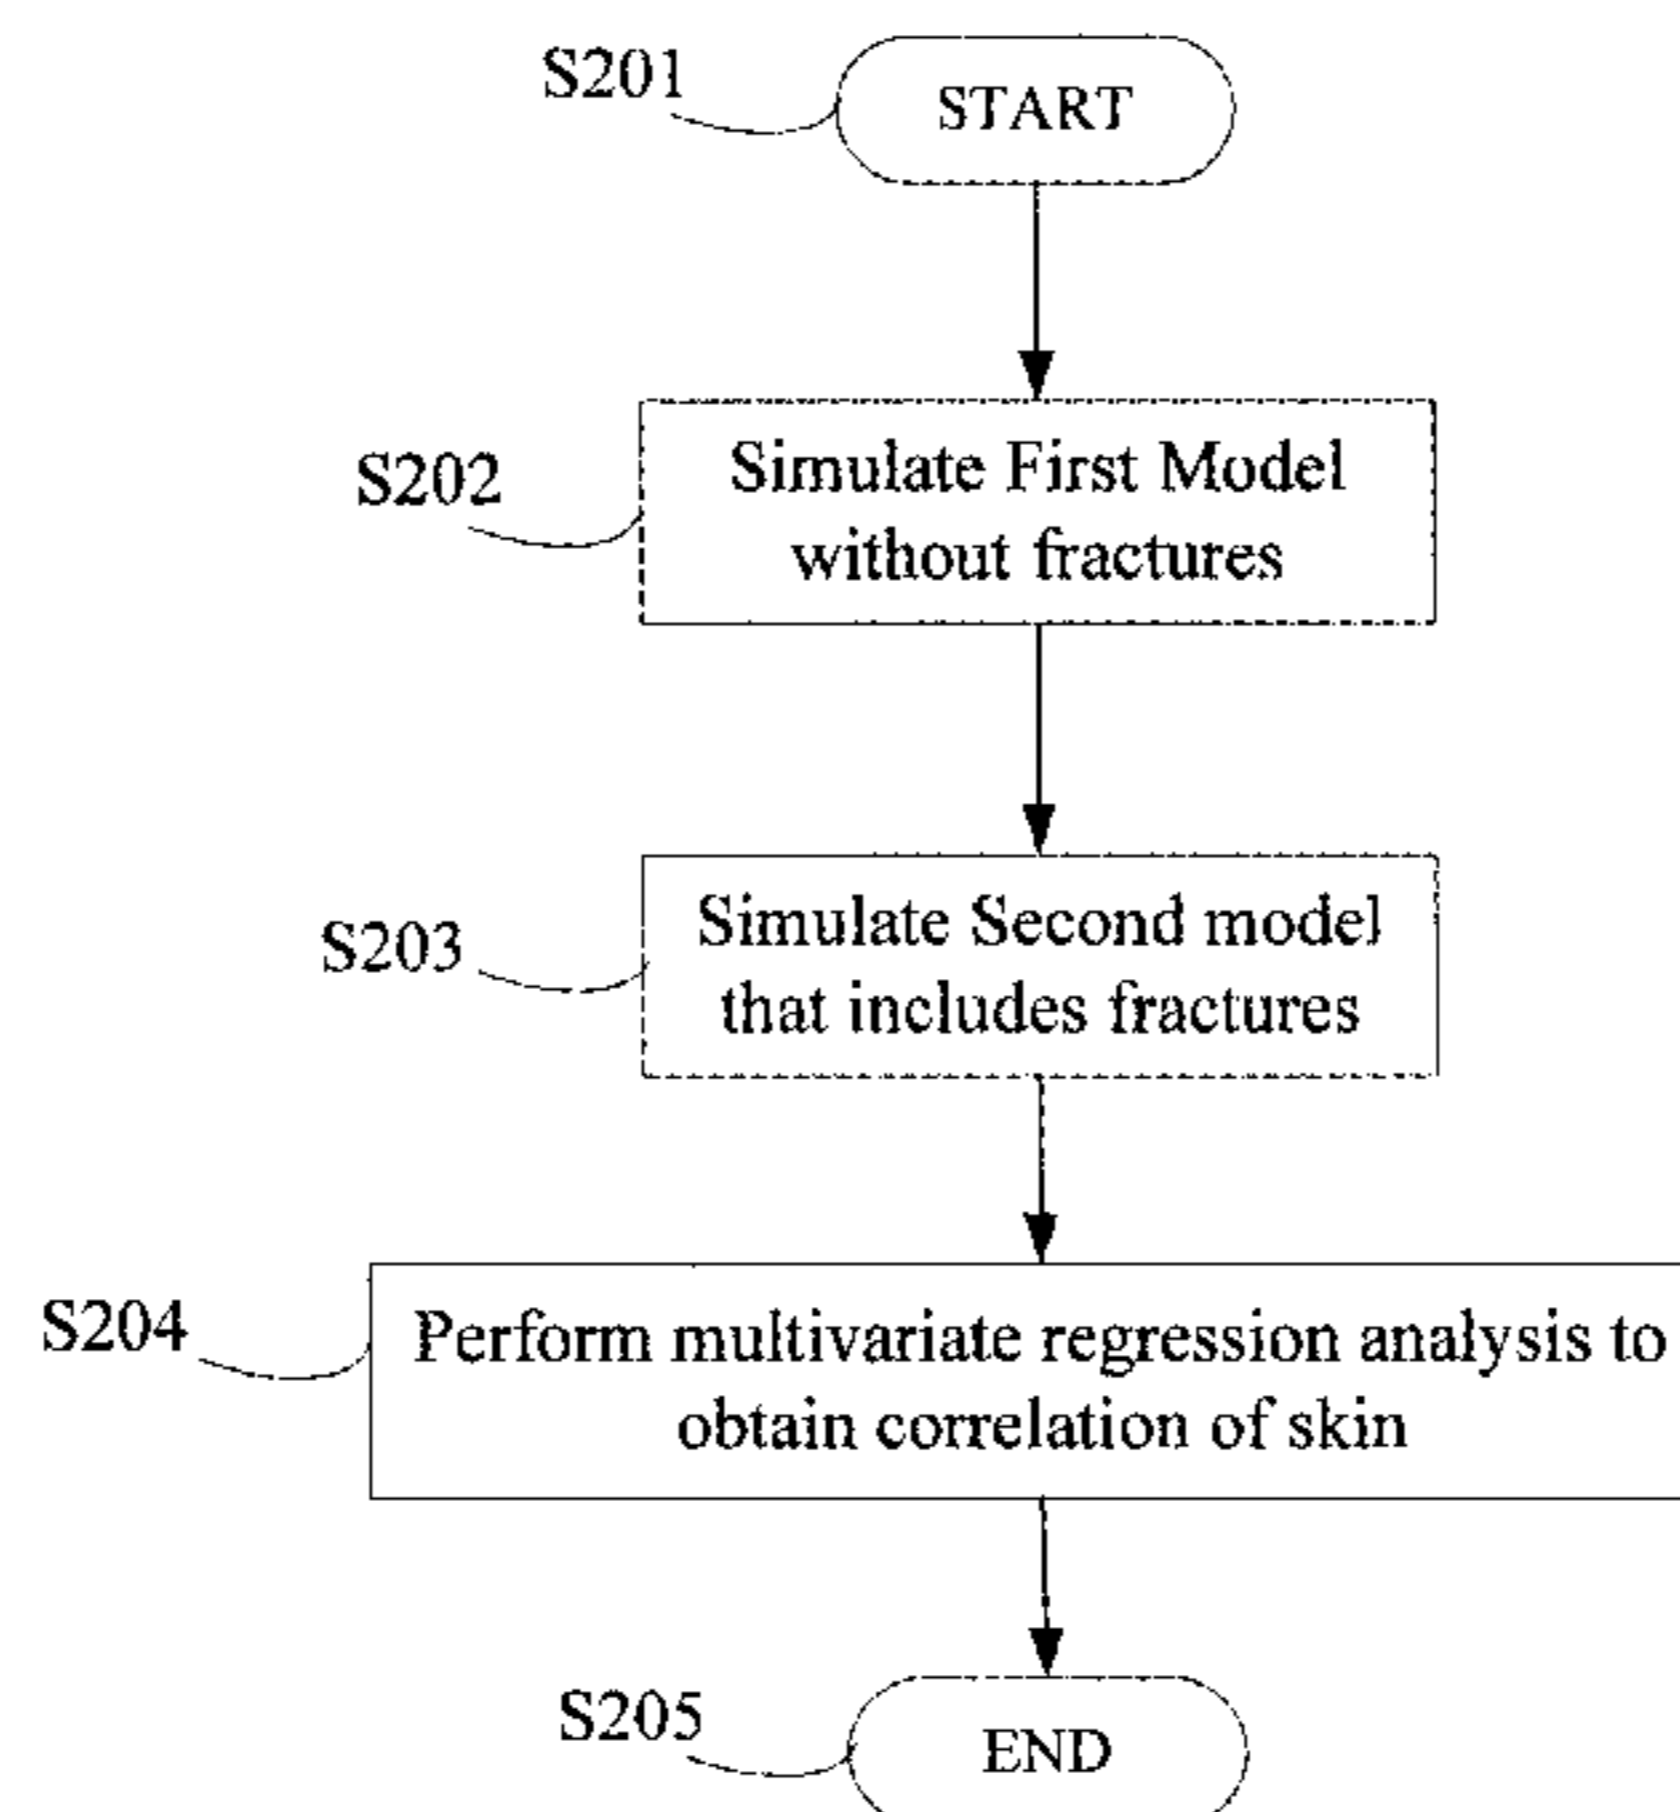 S201
START
S202
Simulate First Model
without fractures
S203
Simulate Second model
that includes fractures
S204
Perform multivariate regression analysis to
obtain correlation of skin
S205
END